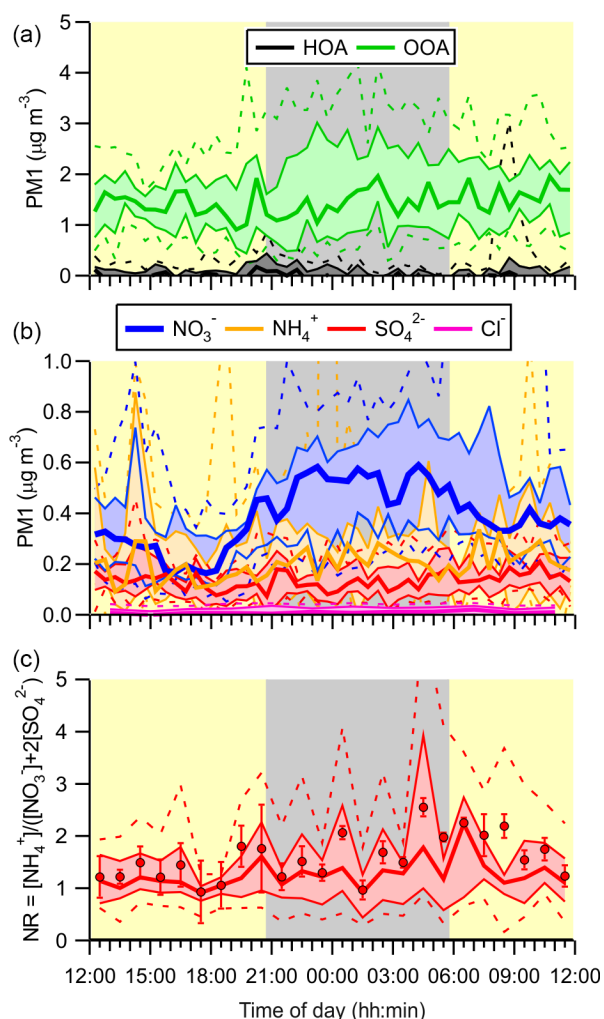 (a)
5
4
3
2
1
0
PM1 (µg m⁻³)
HOA OOA
(b)
NO₃⁻ NH₄⁺ SO₄²⁻ Cl⁻
1.0
0.8
0.6
0.4
0.2
0.0
PM1 (µg m⁻³)
(c)
5
4
3
2
1
0
NR = [NH₄⁺]/([NO₃⁻]+2[SO₄²⁻)
12:00 15:00 18:00 21:00 00:00 03:00 06:00 09:00 12:00
Time of day (hh:min)